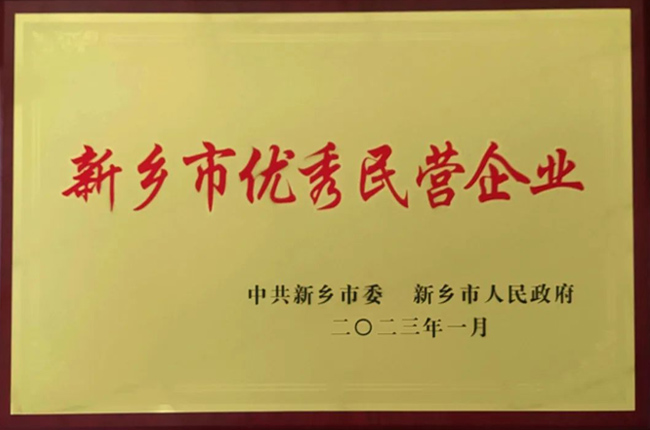 新乡市优秀民营企业
中共新乡市委 新乡市人民政府
二〇二三年一月